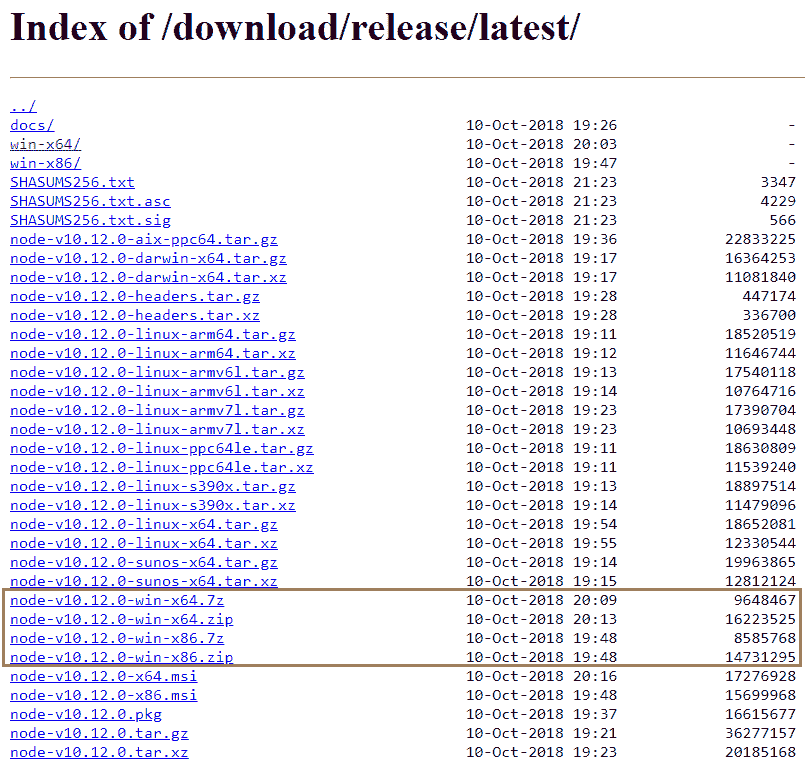 Index of /download/release/latest/
../
docs/ 10-Oct-2018 19:26 -
win-x64/ 10-Oct-2018 20:03 -
win-x86/ 10-Oct-2018 19:47 -
SHASUMS256.txt 10-Oct-2018 21:23 3347
SHASUMS256.txt.asc 10-Oct-2018 21:23 4229
SHASUMS256.txt.sig 10-Oct-2018 21:23 566
node-v10.12.0-aix-ppc64.tar.gz 10-Oct-2018 19:36 22833225
node-v10.12.0-darwin-x64.tar.gz 10-Oct-2018 19:17 16364253
node-v10.12.0-darwin-x64.tar.xz 10-Oct-2018 19:17 11081840
node-v10.12.0-headers.tar.gz 10-Oct-2018 19:28 447174
node-v10.12.0-headers.tar.xz 10-Oct-2018 19:28 336700
node-v10.12.0-linux-arm64.tar.gz 10-Oct-2018 19:11 18520519
node-v10.12.0-linux-arm64.tar.xz 10-Oct-2018 19:12 11646744
node-v10.12.0-linux-armv6l.tar.gz 10-Oct-2018 19:13 17540118
node-v10.12.0-linux-armv6l.tar.xz 10-Oct-2018 19:14 10764716
node-v10.12.0-linux-armv7l.tar.gz 10-Oct-2018 19:23 17390704
node-v10.12.0-linux-armv7l.tar.xz 10-Oct-2018 19:23 10693448
node-v10.12.0-linux-ppc64le.tar.gz 10-Oct-2018 19:11 18630809
node-v10.12.0-linux-ppc64le.tar.xz 10-Oct-2018 19:11 11539240
node-v10.12.0-linux-s390x.tar.gz 10-Oct-2018 19:13 18897514
node-v10.12.0-linux-s390x.tar.xz 10-Oct-2018 19:14 11479096
node-v10.12.0-linux-x64.tar.gz 10-Oct-2018 19:54 18652081
node-v10.12.0-linux-x64.tar.xz 10-Oct-2018 19:55 12330544
node-v10.12.0-sunos-x64.tar.gz 10-Oct-2018 19:14 19963865
node-v10.12.0-sunos-x64.tar.xz 10-Oct-2018 19:15 12812124
node-v10.12.0-win-x64.7z 10-Oct-2018 20:09 9648467
node-v10.12.0-win-x64.zip 10-Oct-2018 20:13 16223525
node-v10.12.0-win-x86.7z 10-Oct-2018 19:48 8585768
node-v10.12.0-win-x86.zip 10-Oct-2018 19:48 14731295
node-v10.12.0-x64.msi 10-Oct-2018 20:16 17276928
node-v10.12.0-x86.msi 10-Oct-2018 19:48 15699968
node-v10.12.0.pkg 10-Oct-2018 19:37 16615677
node-v10.12.0.tar.gz 10-Oct-2018 19:21 36277157
node-v10.12.0.tar.xz 10-Oct-2018 19:23 20185168